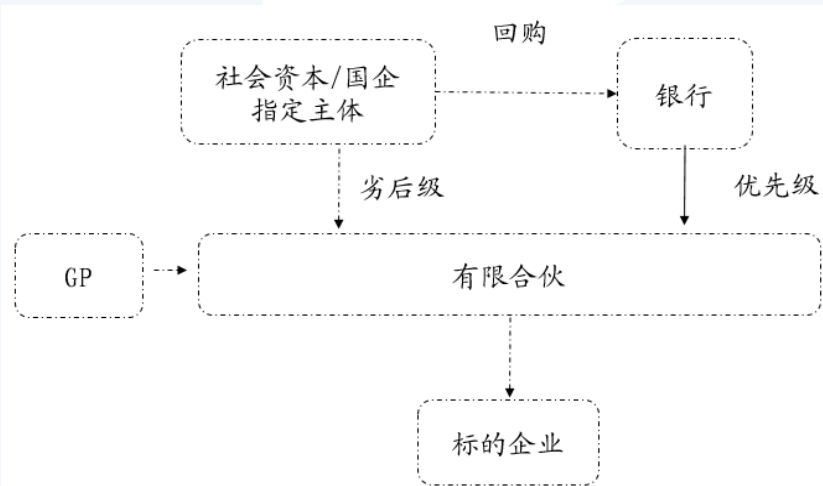 回购
社会资本/国企
指定主体
银行
劣后级
优先级
GP
有限合伙
标的企业